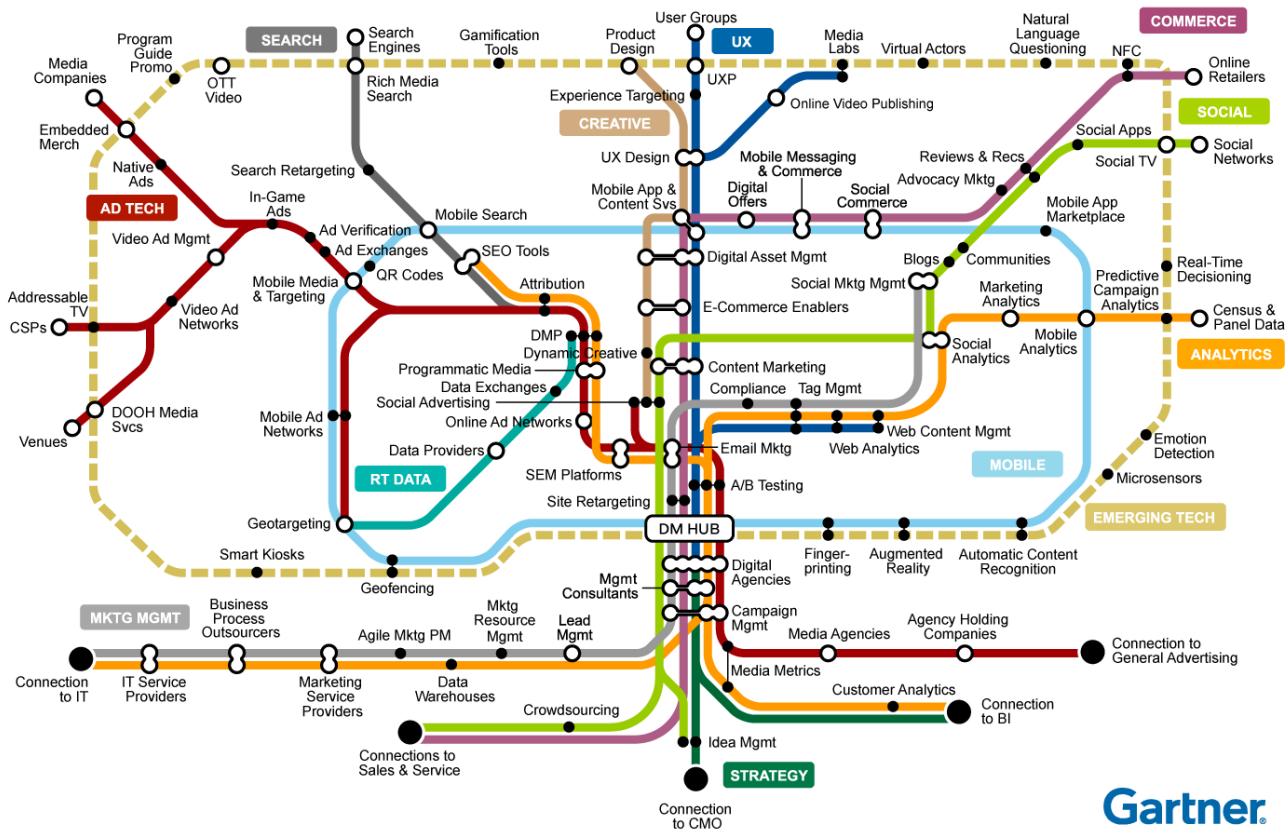 User Groups
COMMERCE
SEARCH
Search
Engines
Gamification
Tools
Product
Design
UX
Media
Labs
Virtual Actors
Natural
Language
Questioning
NFC
Online
Retailers
Program
Guide
Promo
Media
Companies
OTT
Video
Rich Media
Search
UXP
Experience Targeting
Online Video Publishing
SOCIAL
CREATIVE
Embedded
Merch
Social Apps
Social TV
Social
Networks
Native
Ads
Search Retargeting
UX Design
Mobile Messaging
& Commerce
Reviews & Recs
Advocacy Mktg
AD TECH
In-Game
Ads
Mobile App &
Content Svs
Digital
Offers
Social
Commerce
Mobile App
Marketplace
Mobile Search
Video Ad Mgmt
Ad Verification
Ad Exchanges
SEO Tools
QR Codes
Digital Asset Mgmt
Blogs
Communities
Real-Time
Decisioning
Mobile Media
& Targeting
Attribution
Social Mktg Mgmt
Marketing
Analytics
Predictive
Campaign
Analytics
Addressable
TV
CSPs
Video Ad
Networks
E-Commerce Enablers
Census &
Panel Data
DMP
Dynamic Creative
Social
Analytics
Mobile
Analytics
ANALYTICS
Programmatic
Media
Content Marketing
Data Exchanges
Compliance
Tag Mgmt
Social Advertising
DOOH Media
Svcs
Venues
Mobile Ad
Networks
Online Ad Networks
Web Content Mgmt
Data Providers
Email Mktg
Web Analytics
Emotion
Detection
RT DATA
SEM Platforms
MOBILE
Microsensors
A/B Testing
Site Retargeting
EMERGING TECH
Geotargeting
DM HUB
Smart Kiosks
Geofencing
Finger-
printing
Augmented
Reality
Automatic Content
Recognition
Digital
Agencies
Mgmt
Consultants
MKTG MGMT
Business
Process
Outsourcers
Agile Mktg PM
Mktg
Resource
Mgmt
Lead
Mgmt
Campaign
Mgmt
Media Agencies
Agency Holding
Companies
Connection to
General Advertising
Connection
to IT
IT Service
Providers
Marketing
Service
Providers
Data
Warehouses
Media Metrics
Customer Analytics
Connection
to BI
Crowdsourcing
Idea Mgmt
Connections to
Sales & Service
STRATEGY
Connection
to CMO
Gartner®